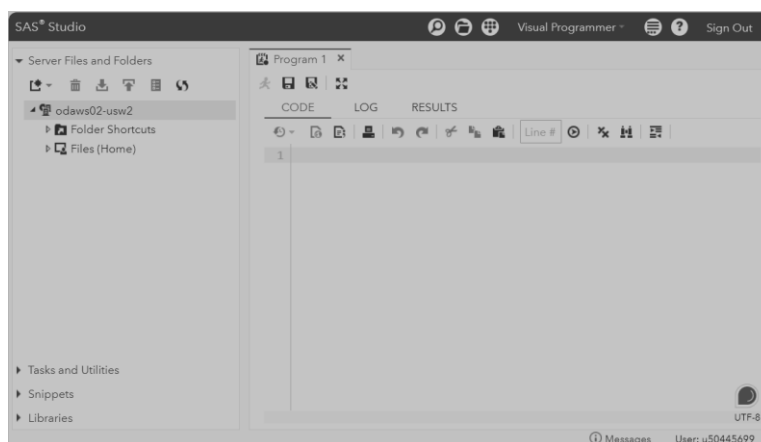 SAS® Studio
Visual Programmer
Sign Out
Server Files and Folders
odaws02-usw2
Folder Shortcuts
Files (Home)
Tasks and Utilities
Snippets
Libraries
Program 1
CODE LOG RESULTS
Line #
1
UTF-8
Messages User: u50445699